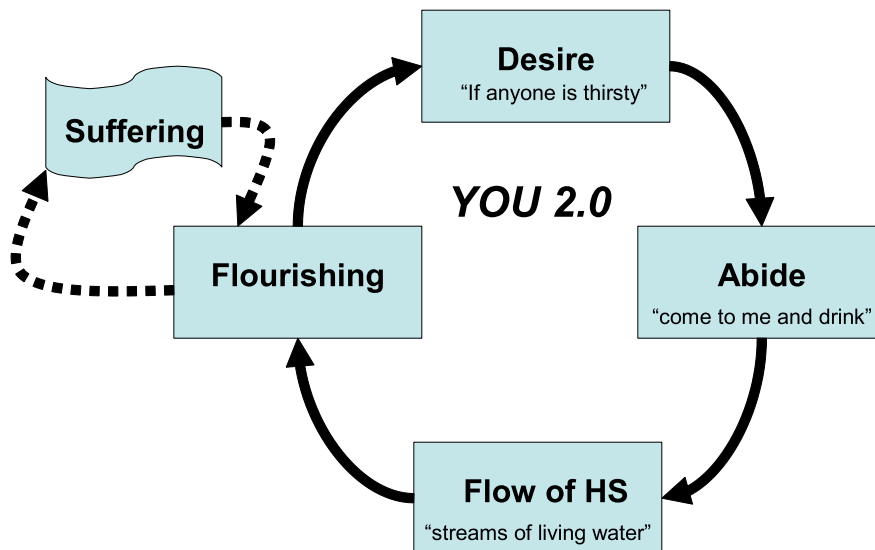 Desire
“If anyone is thirsty”
Suffering
YOU 2.0
Flourishing
Abide
“come to me and drink”
Flow of HS
“streams of living water”